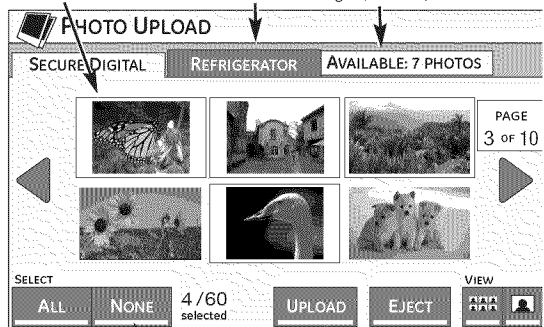 PHOTO UPLOAD
SECURE DIGITAL REFRIGERATOR AVAILABLE: 7 PHOTOS
PAGE
3 OF 10
SELECT VIEW
ALL NONE 4/60 UPLOAD EJECT
selected